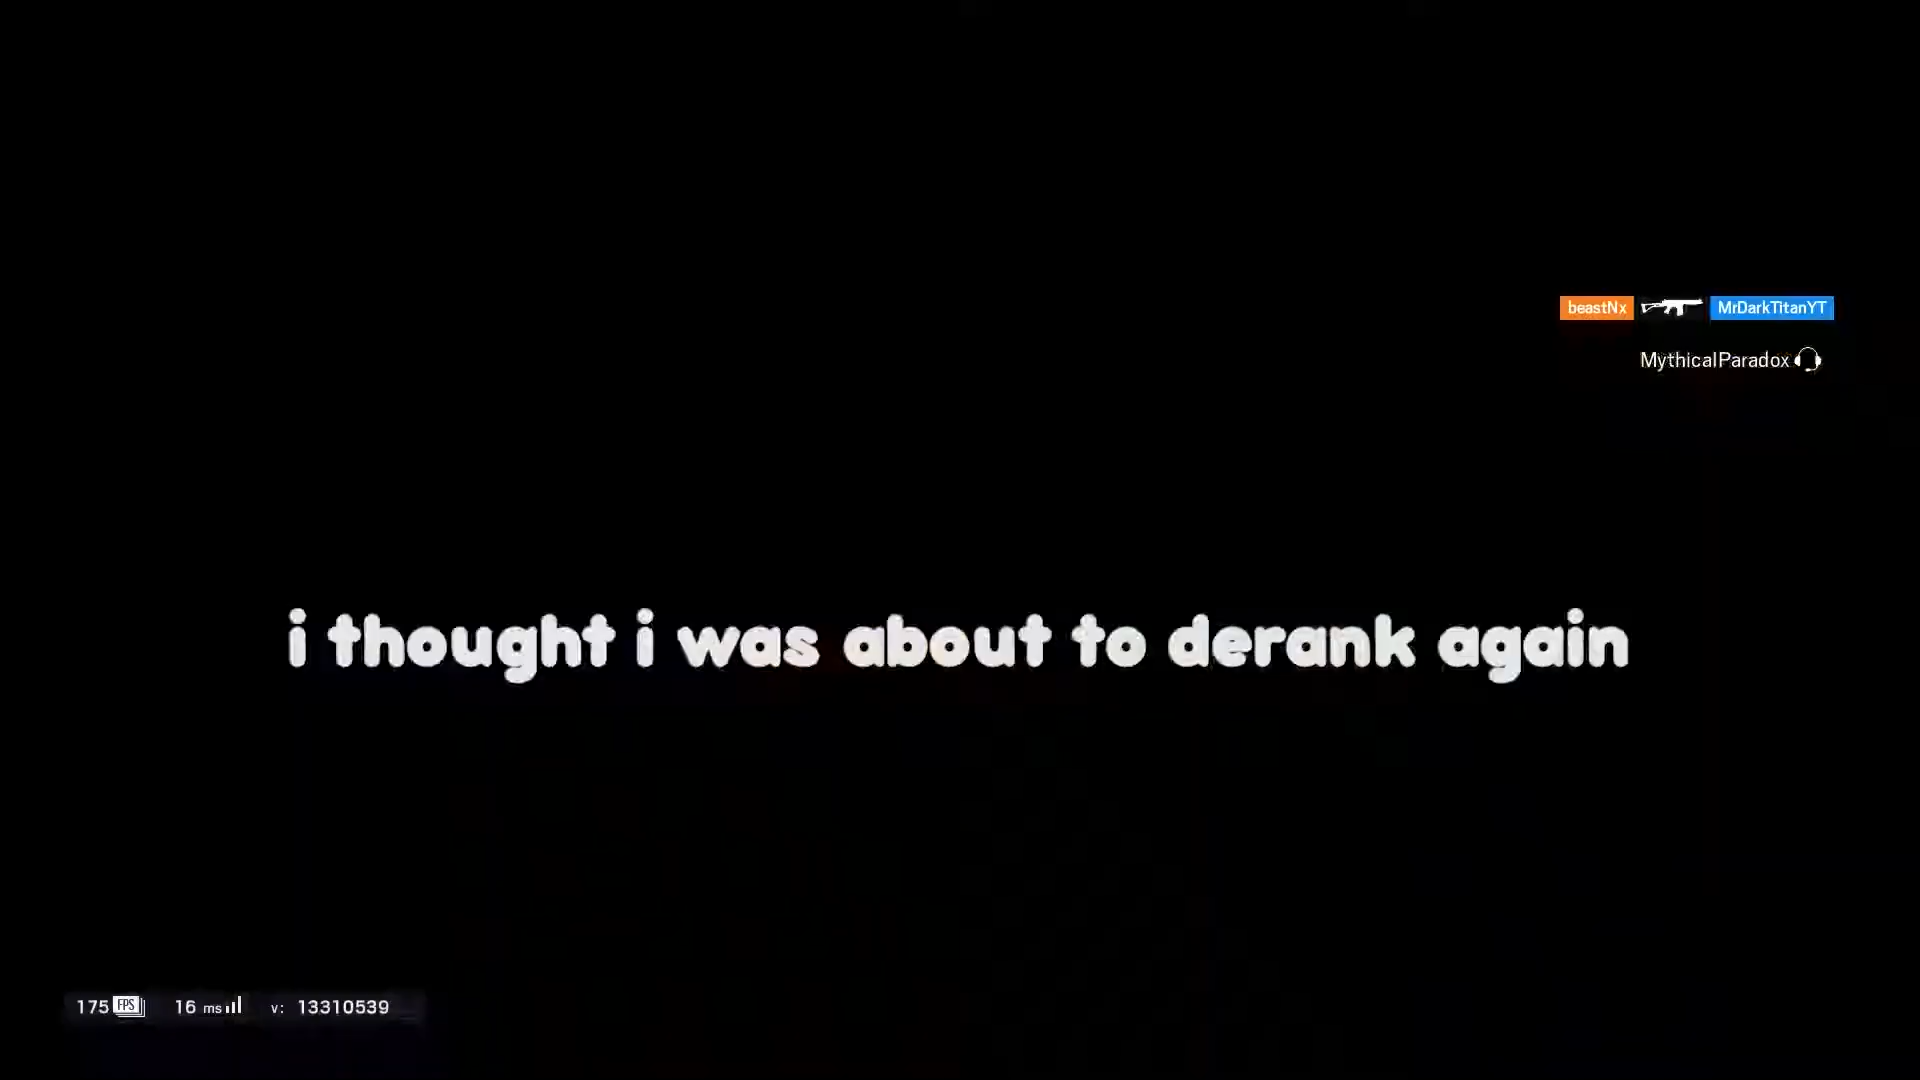 beastNx MrDarkTitanYT
MythicalParadox
i thought i was about to derank again
175 FPS 16 ms v: 13310539